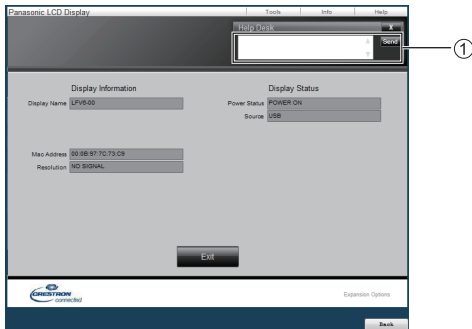 Panasonic LCD Display
Tools Info Help
Help Desk X
Send
1
Display Information Display Status
Display Name LFV6-00 Power Status POWER ON
Source USB
Mac Address 00:0B:97:7C:73:CB
Resolution NO SIGNAL
Exit
CRESTRON connected
Expansion Options
Back